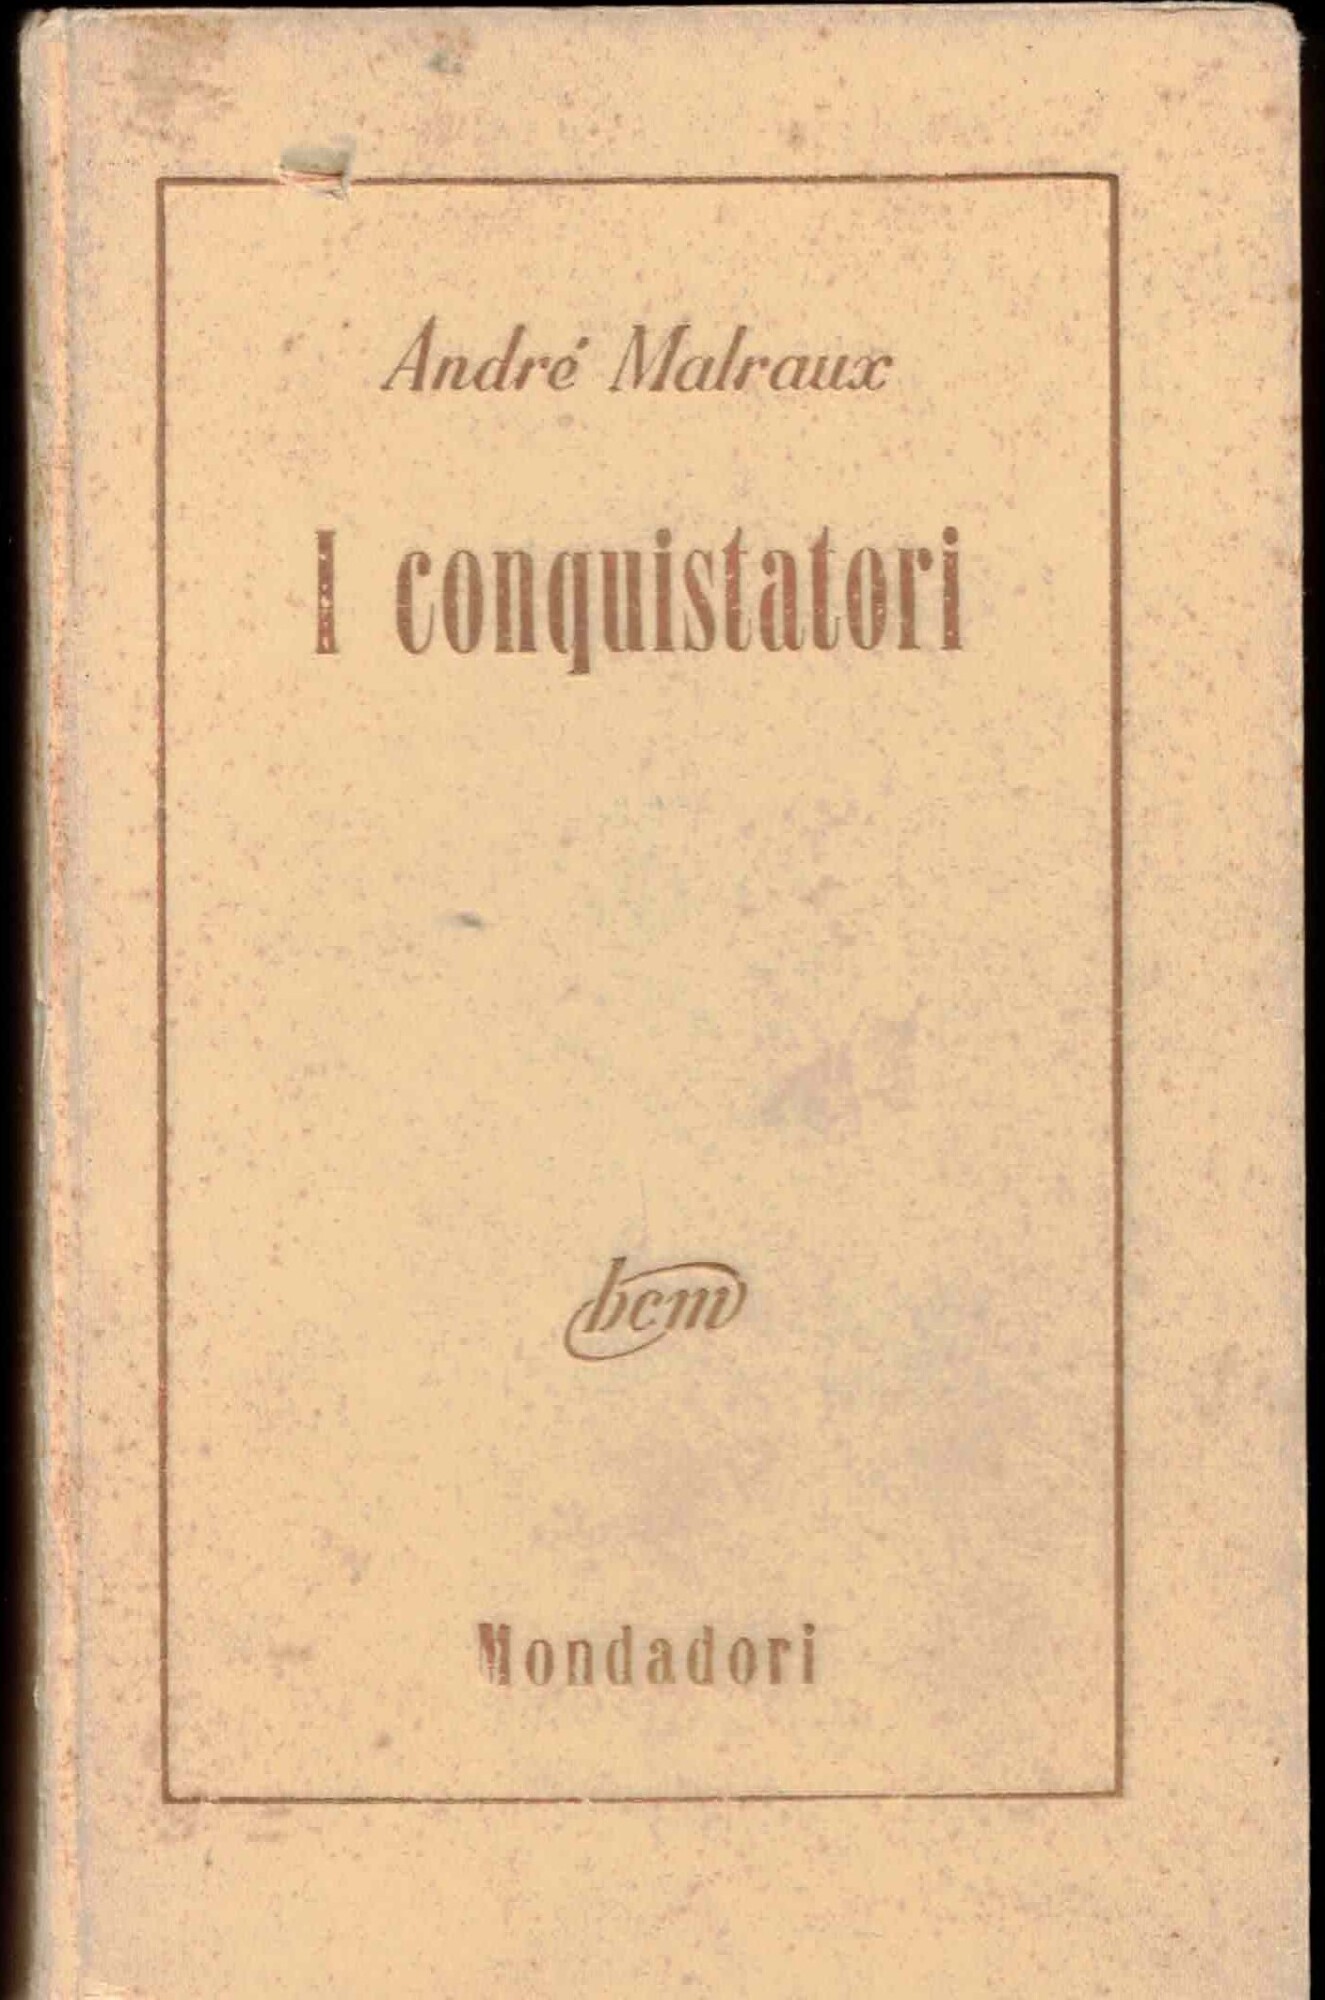 André Malraux
I conquistatori
bcm
Mondadori